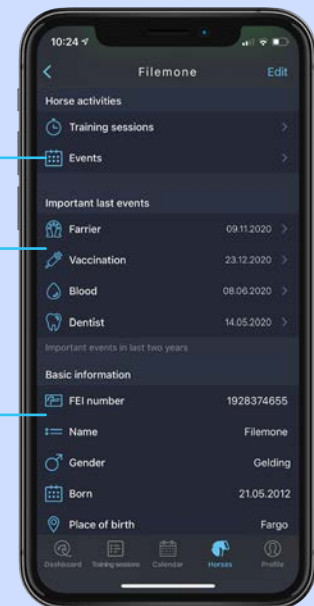 10:24
Filemone Edit
Horse activities
Training sessions
Events
Important last events
Farrier 09.11.2020
Vaccination 23.12.2020
Blood 08.06.2020
Dentist 14.05.2020
Important events in last two years
Basic information
FEI number 1928374655
Name Filemone
Gender Gelding
Born 21.05.2012
Place of birth Fargo
Dashboard Training sessions Calendar Horses Profile